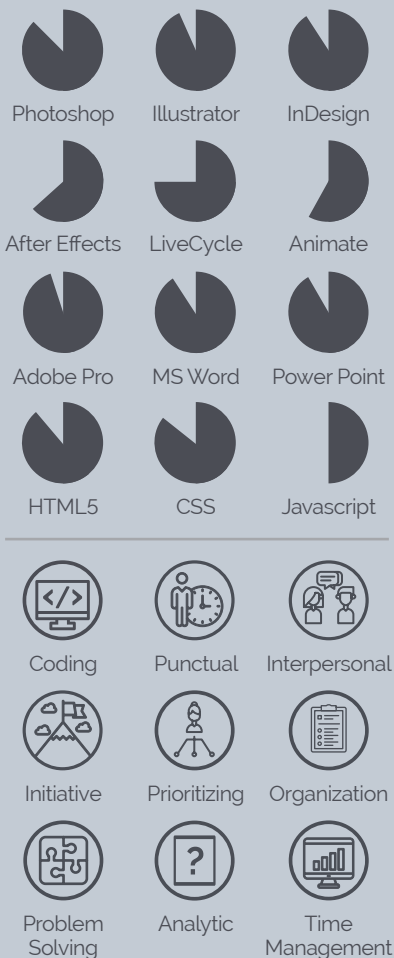 Photoshop Illustrator InDesign
After Effects LiveCycle Animate
Adobe Pro MS Word Power Point
HTML5 CSS Javascript
</>
Coding Punctual Interpersonal
Initiative Prioritizing Organization
?
Problem Analytic Time
Solving Management